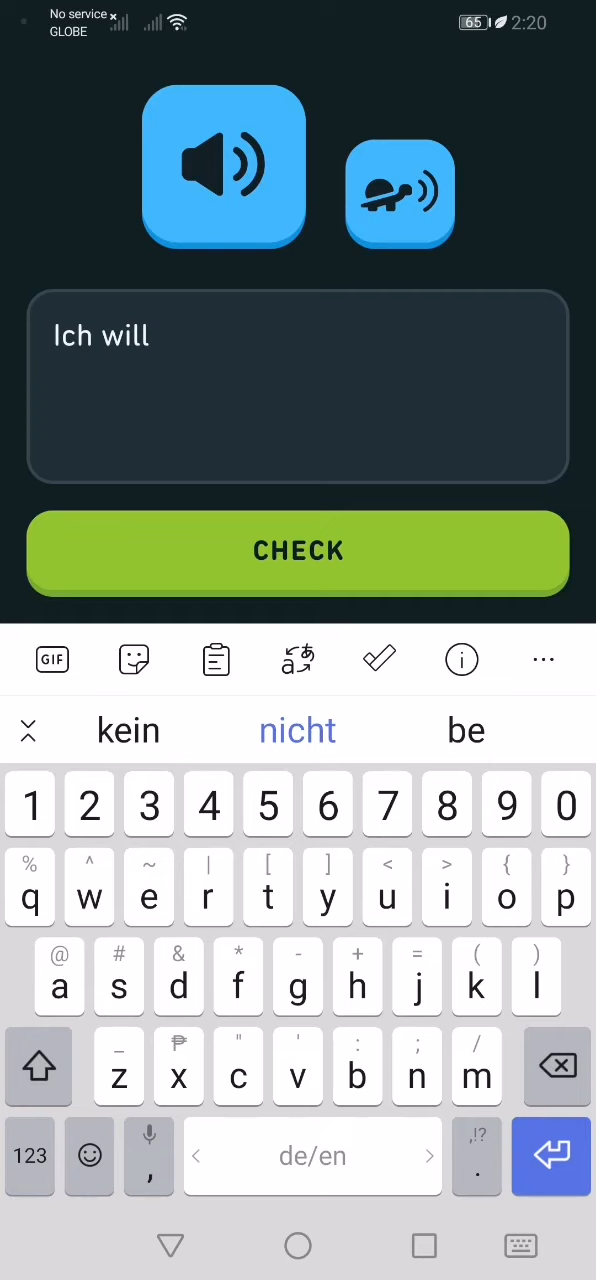 No service
GLOBE
65
2:20
Ich will
CHECK
GIF
kein nicht be
1 2 3 4 5 6 7 8 9 0
% ^ ~ | [ ] < > { }
q w e r t y u i o p
@ # & * - + = ( )
a s d f g h j k l
_ ₱ " ' : ; /
z x c v b n m
,!?
123 , de/en .